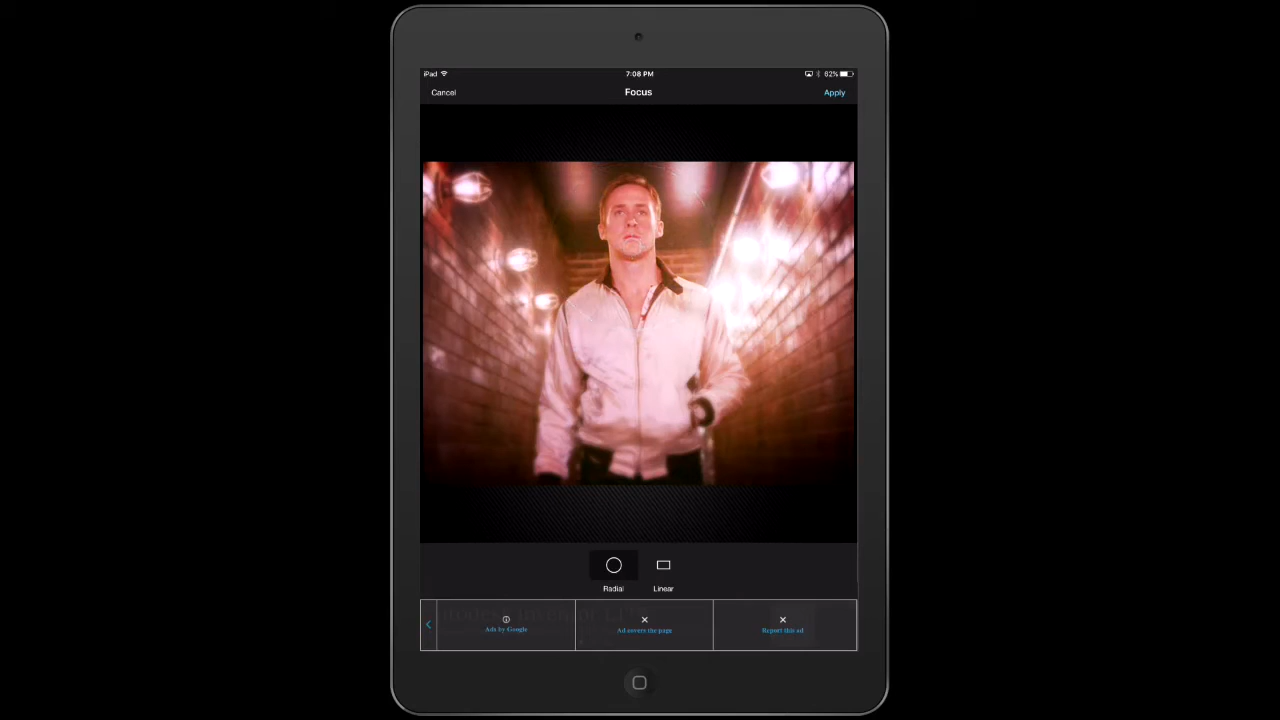 iPad 7:08 PM 62%
Cancel Focus Apply
Radial Linear
Ads by Google Ad covers the page Report this ad